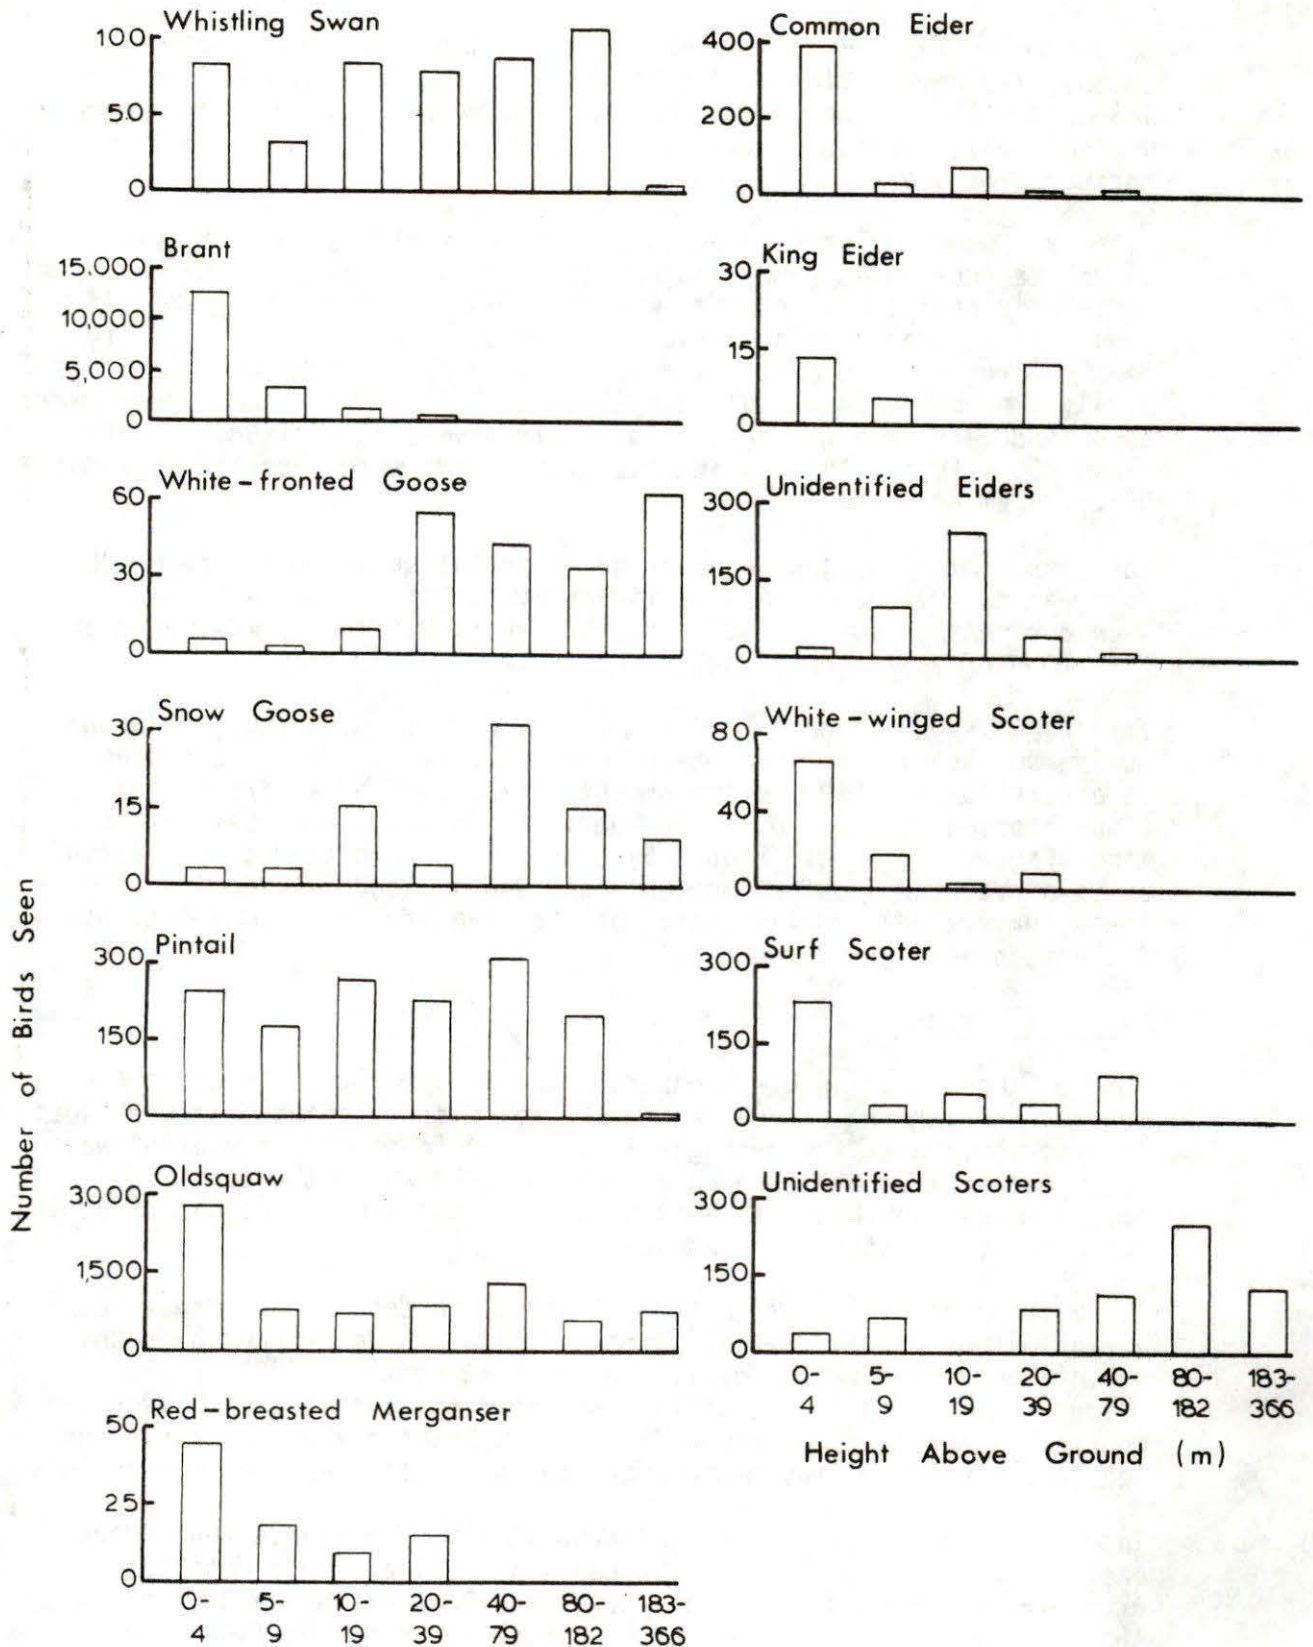 Number of Birds Seen
Whistling Swan
100
50
0
Brant
15.000
10,000
5,000
0
White-fronted Goose
60
30
0
Snow Goose
30
15
0
Pintail
300
150
0
Oldsquaw
3,000
1,500
0
Red-breasted Merganser
50
25
0
0- 5- 10- 20- 40- 80- 183-
4 9 19 39 79 182 366
Common Eider
400
200
0
King Eider
30
15
0
Unidentified Eiders
300
150
0
White-winged Scoter
80
40
0
Surf Scoter
300
150
0
Unidentified Scoters
300
150
0
0- 5- 10- 20- 40- 80- 183-
4 9 19 39 79 182 366
Height Above Ground (m)